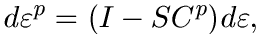 dε^p = (I − SC^p)dε,